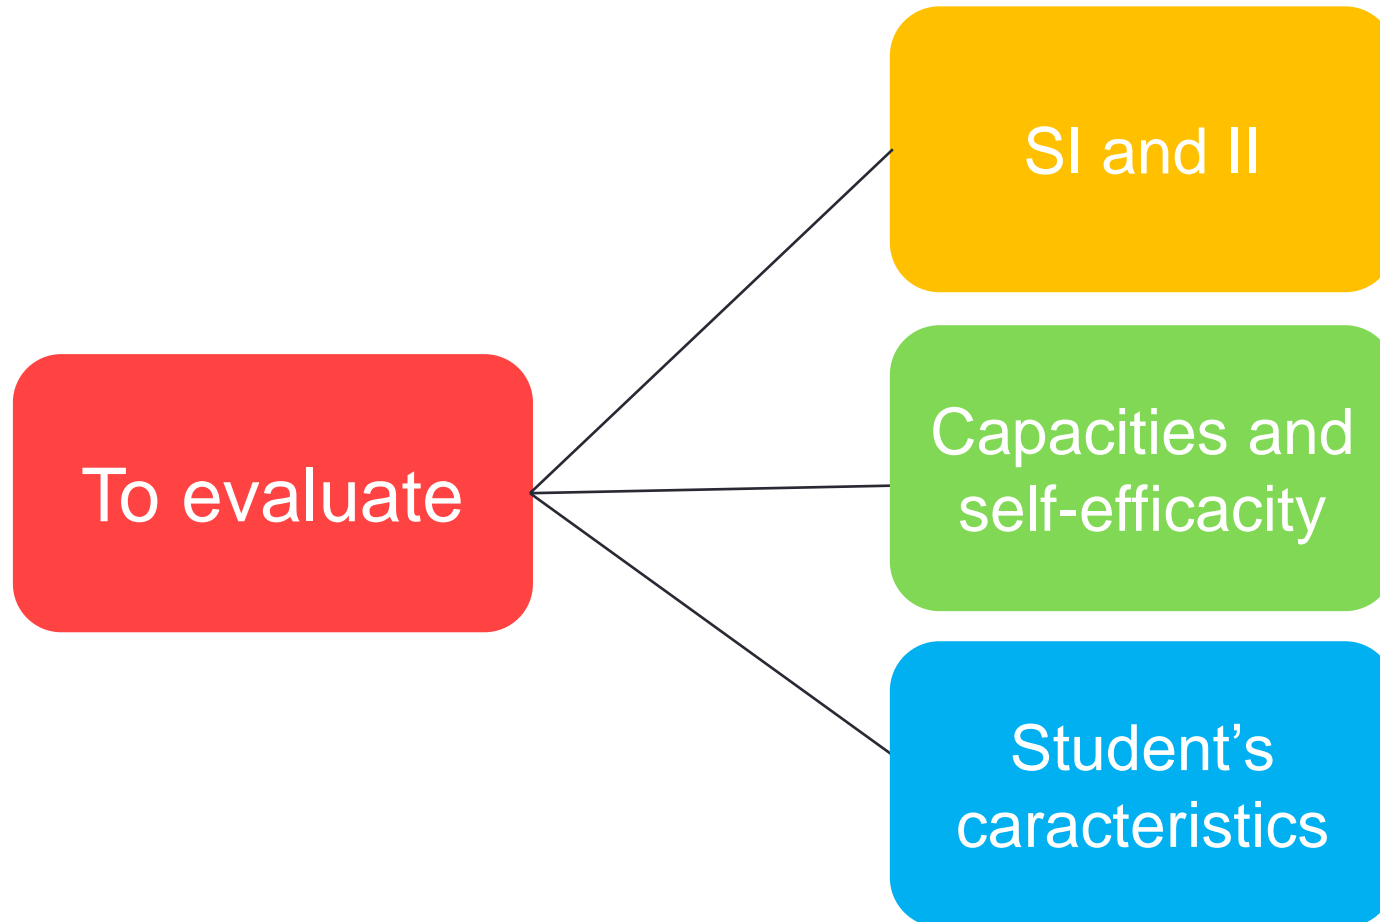 To evaluate
SI and II
Capacities and
self-efficacity
Student’s
caracteristics